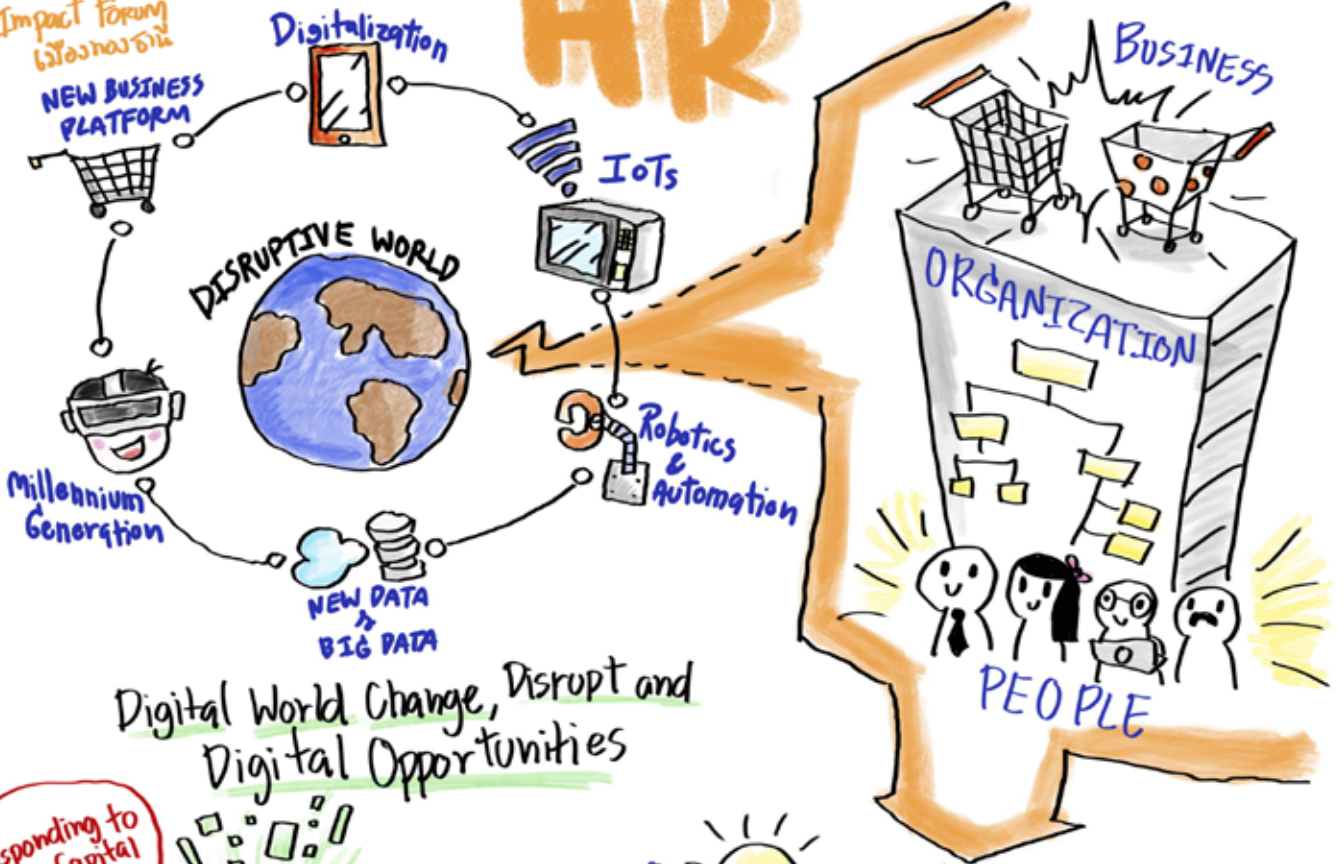 Impact Forum
เมืองทองธานี
HR
Digitalization
NEW BUSINESS
PLATFORM
IoTs
DISRUPTIVE WORLD
Robotics
&
Automation
Millennium
Generation
NEW DATA
&
BIG DATA
Digital World Change, Disrupt and
Digital Opportunities
BUSINESS
ORGANIZATION
PEOPLE
sponding to
Capital